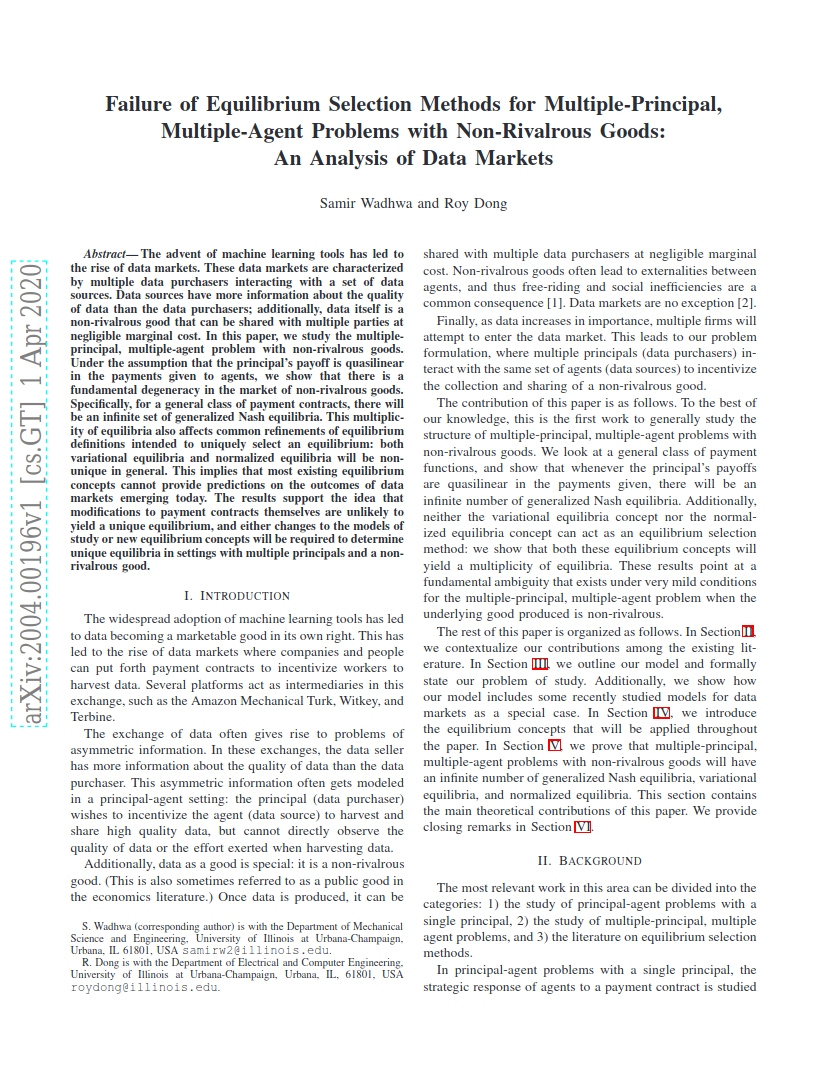 Failure of Equilibrium Selection Methods for Multiple-Principal,
Multiple-Agent Problems with Non-Rivalrous Goods:
An Analysis of Data Markets
Samir Wadhwa and Roy Dong
arXiv:2004.00196v1 [cs.GT] 1 Apr 2020
Abstract— The advent of machine learning tools has led to
the rise of data markets. These data markets are characterized
by multiple data purchasers interacting with a set of data
sources. Data sources have more information about the quality
of data than the data purchasers; additionally, data itself is a
non-rivalrous good that can be shared with multiple parties at
negligible marginal cost. In this paper, we study the multiple-
principal, multiple-agent problem with non-rivalrous goods.
Under the assumption that the principal's payoff is quasilinear
in the payments given to agents, we show that there is a
fundamental degeneracy in the market of non-rivalrous goods.
Specifically, for a general class of payment contracts, there will
be an infinite set of generalized Nash equilibria. This multiplic-
ity of equilibria also affects common refinements of equilibrium
definitions intended to uniquely select an equilibrium: both
variational equilibria and normalized equilibria will be non-
unique in general. This implies that most existing equilibrium
concepts cannot provide predictions on the outcomes of data
markets emerging today. The results support the idea that
modifications to payment contracts themselves are unlikely to
yield a unique equilibrium, and either changes to the models of
study or new equilibrium concepts will be required to determine
unique equilibria in settings with multiple principals and a non-
rivalrous good.
I. INTRODUCTION
The widespread adoption of machine learning tools has led
to data becoming a marketable good in its own right. This has
led to the rise of data markets where companies and people
can put forth payment contracts to incentivize workers to
harvest data. Several platforms act as intermediaries in this
exchange, such as the Amazon Mechanical Turk, Witkey, and
Terbine.
The exchange of data often gives rise to problems of
asymmetric information. In these exchanges, the data seller
has more information about the quality of data than the data
purchaser. This asymmetric information often gets modeled
in a principal-agent setting: the principal (data purchaser)
wishes to incentivize the agent (data source) to harvest and
share high quality data, but cannot directly observe the
quality of data or the effort exerted when harvesting data.
Additionally, data as a good is special: it is a non-rivalrous
good. (This is also sometimes referred to as a public good in
the economics literature.) Once data is produced, it can be
S. Wadhwa (corresponding author) is with the Department of Mechanical
Science and Engineering, University of Illinois at Urbana-Champaign,
Urbana, IL 61801, USA samirw2@illinois.edu.
R. Dong is with the Department of Electrical and Computer Engineering,
University of Illinois at Urbana-Champaign, Urbana, IL, 61801, USA
roydong@illinois.edu.
shared with multiple data purchasers at negligible marginal
cost. Non-rivalrous goods often lead to externalities between
agents, and thus free-riding and social inefficiencies are a
common consequence [1]. Data markets are no exception [2].
Finally, as data increases in importance, multiple firms will
attempt to enter the data market. This leads to our problem
formulation, where multiple principals (data purchasers) in-
teract with the same set of agents (data sources) to incentivize
the collection and sharing of a non-rivalrous good.
The contribution of this paper is as follows. To the best of
our knowledge, this is the first work to generally study the
structure of multiple-principal, multiple-agent problems with
non-rivalrous goods. We look at a general class of payment
functions, and show that whenever the principal's payoffs
are quasilinear in the payments given, there will be an
infinite number of generalized Nash equilibria. Additionally,
neither the variational equilibria concept nor the normal-
ized equilibria concept can act as an equilibrium selection
method: we show that both these equilibrium concepts will
yield a multiplicity of equilibria. These results point at a
fundamental ambiguity that exists under very mild conditions
for the multiple-principal, multiple-agent problem when the
underlying good produced is non-rivalrous.
The rest of this paper is organized as follows. In Section II,
we contextualize our contributions among the existing lit-
erature. In Section III, we outline our model and formally
state our problem of study. Additionally, we show how
our model includes some recently studied models for data
markets as a special case. In Section IV, we introduce
the equilibrium concepts that will be applied throughout
the paper. In Section V, we prove that multiple-principal,
multiple-agent problems with non-rivalrous goods will have
an infinite number of generalized Nash equilibria, variational
equilibria, and normalized equilibria. This section contains
the main theoretical contributions of this paper. We provide
closing remarks in Section VI.
II. BACKGROUND
The most relevant work in this area can be divided into the
categories: 1) the study of principal-agent problems with a
single principal, 2) the study of multiple-principal, multiple
agent problems, and 3) the literature on equilibrium selection
methods.
In principal-agent problems with a single principal, the
strategic response of agents to a payment contract is studied